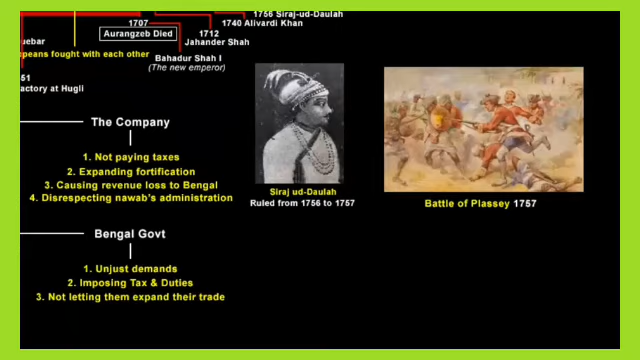 1756 Siraj-ud-Daulah
1740 Alivardi Khan
1707
Aurangzeb Died
1712
Jahander Shah
peans fought with each other
Bahadur Shah I
(The new emperor)
51
actory at Hugli
The Company
1. Not paying taxes
2. Expanding fortification
3. Causing revenue loss to Bengal
4. Disrespecting nawab's administration
Siraj ud-Daulah
Ruled from 1756 to 1757
Battle of Plassey 1757
Bengal Govt
1. Unjust demands
2. Imposing Tax & Duties
3. Not letting them expand their trade